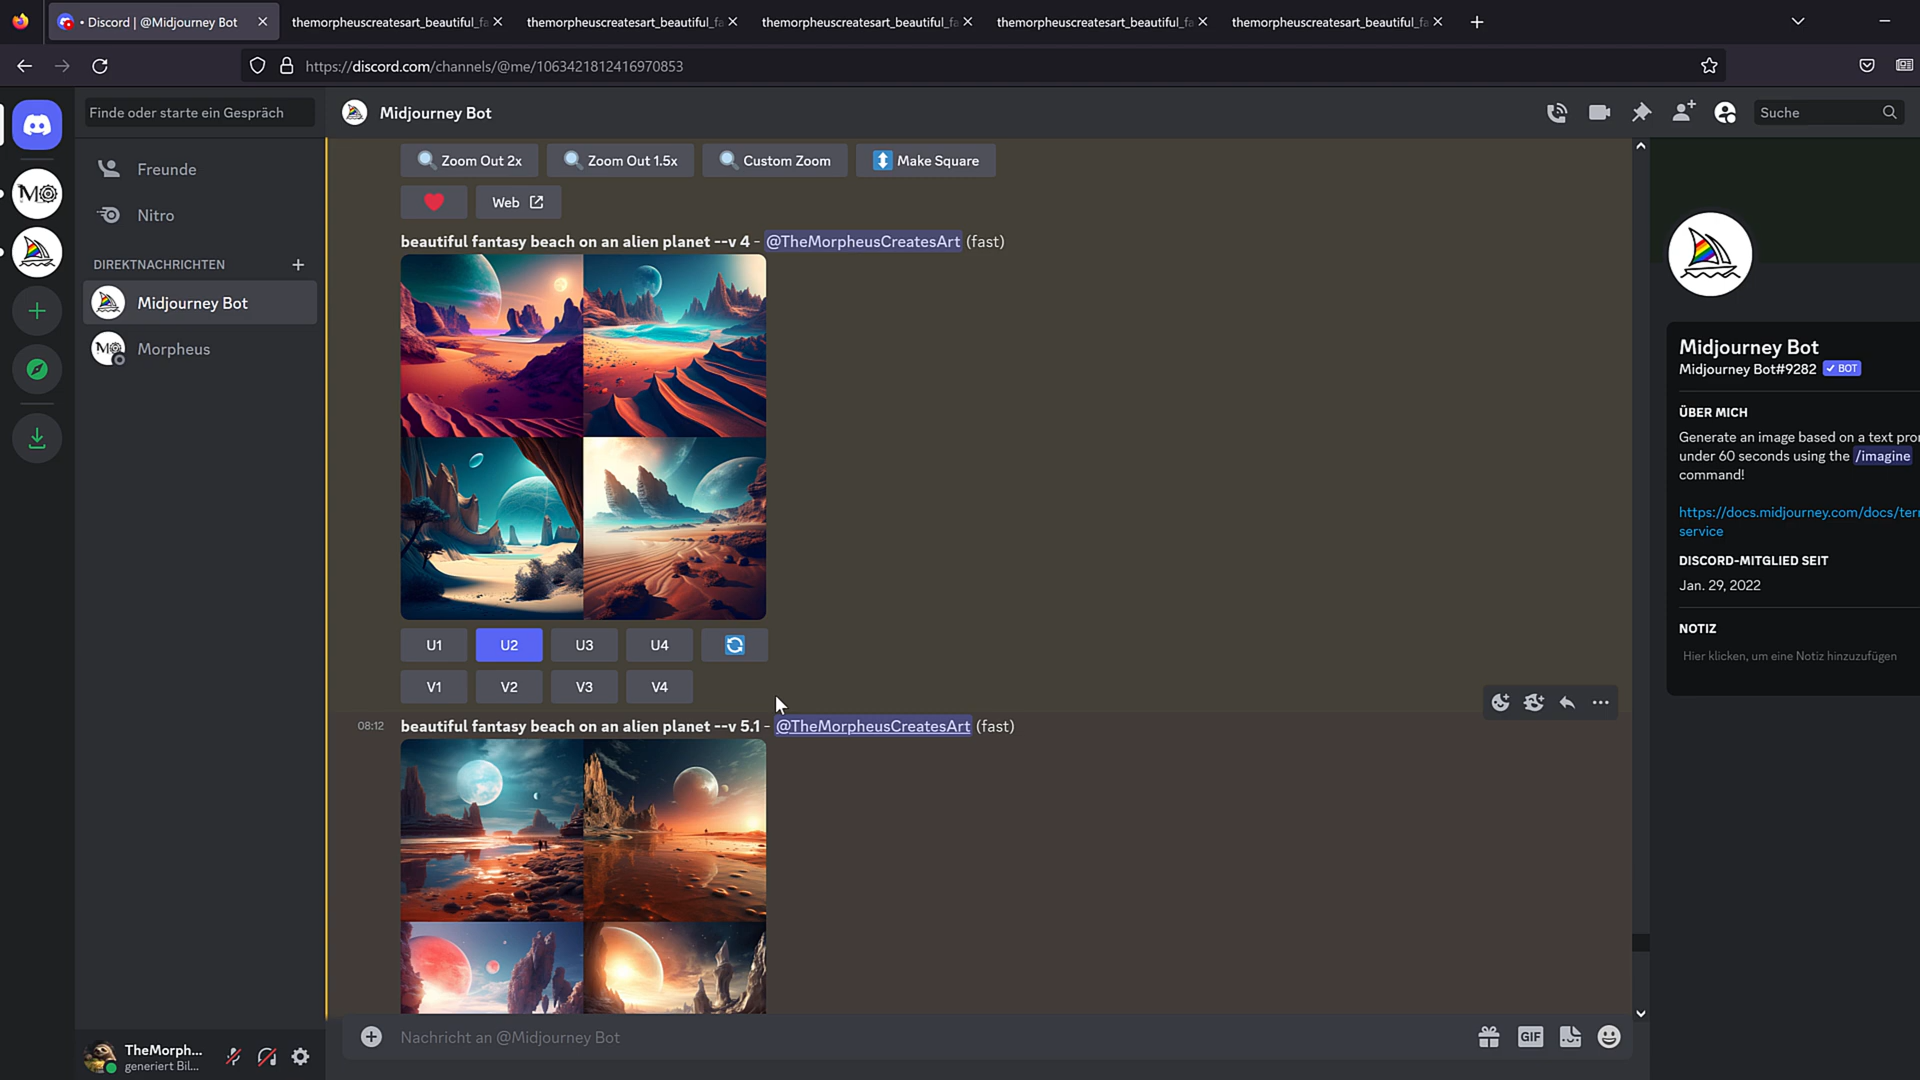 Discord | @Midjourney Bot
themorpheuscreatesart_beautiful_fa
themorpheuscreatesart_beautiful_fa
themorpheuscreatesart_beautiful_fa
themorpheuscreatesart_beautiful_fa
themorpheuscreatesart_beautiful_fa
https://discord.com/channels/@me/1063421812416970853
Finde oder starte ein Gespräch
Midjourney Bot
Suche
Freunde
Nitro
DIREKTNACHRICHTEN
Midjourney Bot
Morpheus
Zoom Out 2x
Zoom Out 1.5x
Custom Zoom
Make Square
Web
beautiful fantasy beach on an alien planet --v 4 - @TheMorpheusCreatesArt (fast)
U1
U2
U3
U4
V1
V2
V3
V4
08:12
beautiful fantasy beach on an alien planet --v 5.1 - @TheMorpheusCreatesArt (fast)
Nachricht an @Midjourney Bot
GIF
TheMorph...
generiert Bil...
Midjourney Bot
Midjourney Bot#9282
BOT
ÜBER MICH
Generate an image based on a text pro
under 60 seconds using the /imagine
command!
https://docs.midjourney.com/docs/ter
service
DISCORD-MITGLIED SEIT
Jan. 29, 2022
NOTIZ
Hier klicken, um eine Notiz hinzuzufügen